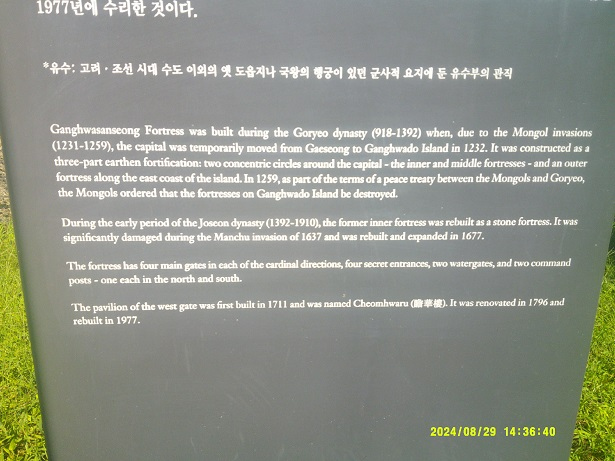 1977년에 수리한 것이다.
*유수: 고려 · 조선 시대 수도 이외의 옛 도읍지나 국왕의 행궁이 있던 군사적 요지에 둔 유수부의 관직
Ganghwasanseong Fortress was built during the Goryeo dynasty (918-1392) when, due to the Mongol invasions
(1231-1259), the capital was temporarily moved from Gaeseong to Ganghwado Island in 1232. It was constructed as a
three-part earthen fortification: two concentric circles around the capital - the inner and middle fortresses - and an outer
fortress along the east coast of the island. In 1259, as part of the terms of a peace treaty between the Mongols and Goryeo,
the Mongols ordered that the fortresses on Ganghwado Island be destroyed.
During the early period of the Joseon dynasty (1392-1910), the former inner fortress was rebuilt as a stone fortress. It was
significantly damaged during the Manchu invasion of 1637 and was rebuilt and expanded in 1677.
The fortress has four main gates in each of the cardinal directions, four secret entrances, two watergates, and two command
posts - one each in the north and south.
The pavilion of the west gate was first built in 1711 and was named Cheomhwaru (瞻華樓). It was renovated in 1796 and
rebuilt in 1977.
2024/08/29 14:36:40